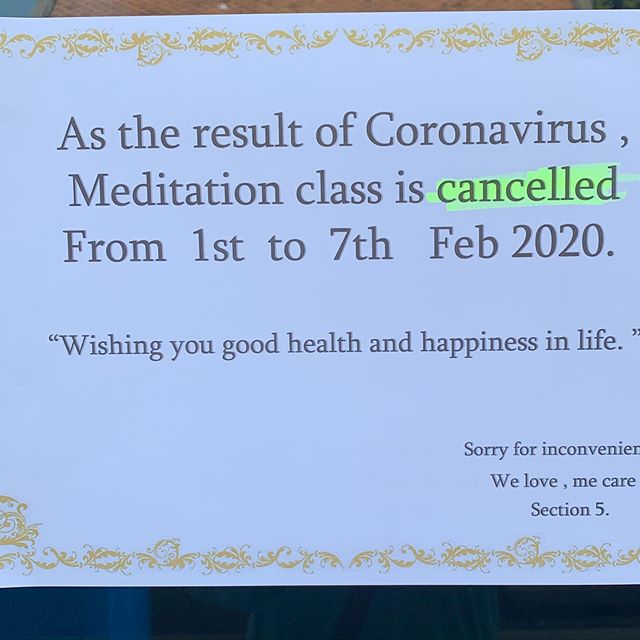 As the result of Coronavirus ,
Meditation class is cancelled
From 1st to 7th Feb 2020.
“Wishing you good health and happiness in life. ”
Sorry for inconvenien
We love , me care
Section 5.